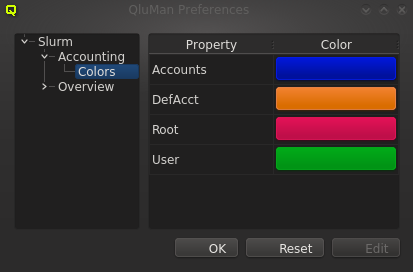 QluMan Preferences
Slurm
Accounting
Colors
Overview
Property Color
Accounts
DefAcct
Root
User
OK Reset Edit